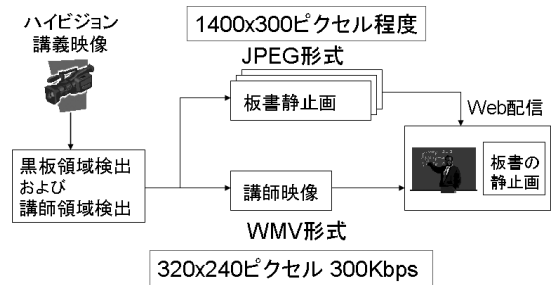 ハイビジョン
講義映像
1400x300ピクセル程度
JPEG形式
板書静止画
Web配信
黒板領域検出
および
講師領域検出
講師映像
板書の
静止画
WMV形式
320x240ピクセル 300Kbps